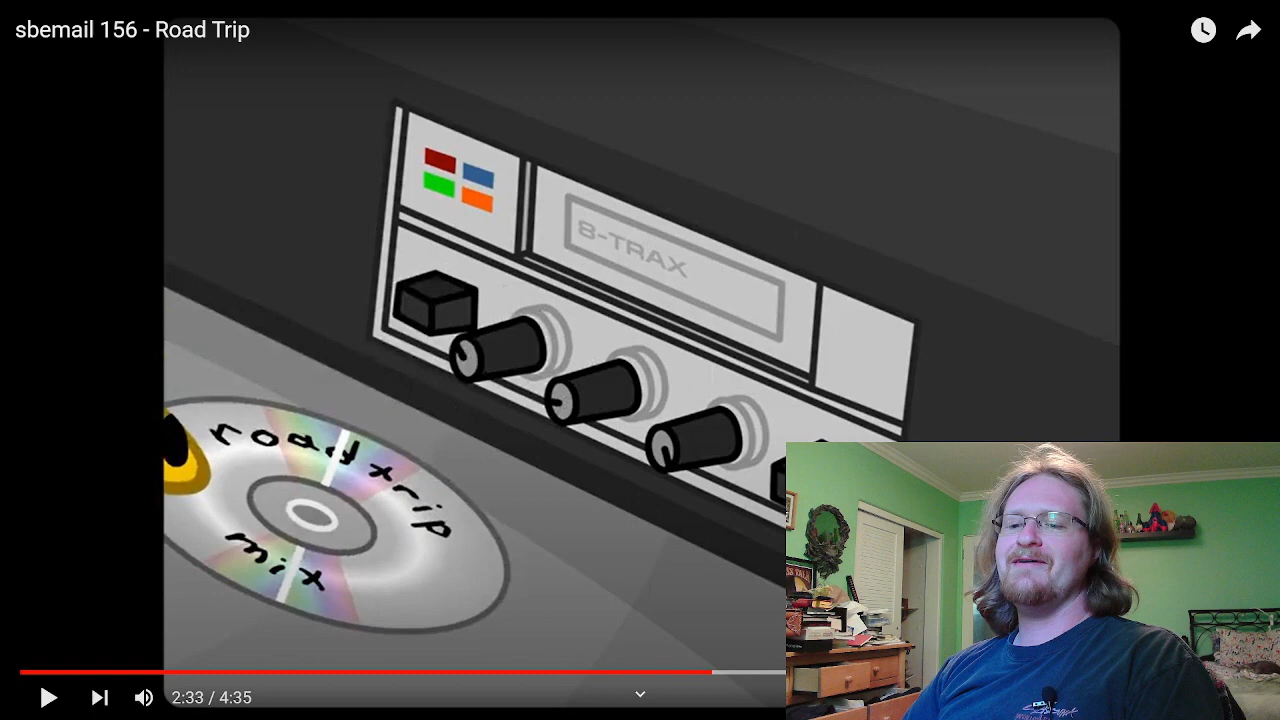 sbemail 156 - Road Trip
8-TRAX
road trip
mix
2:33 / 4:35